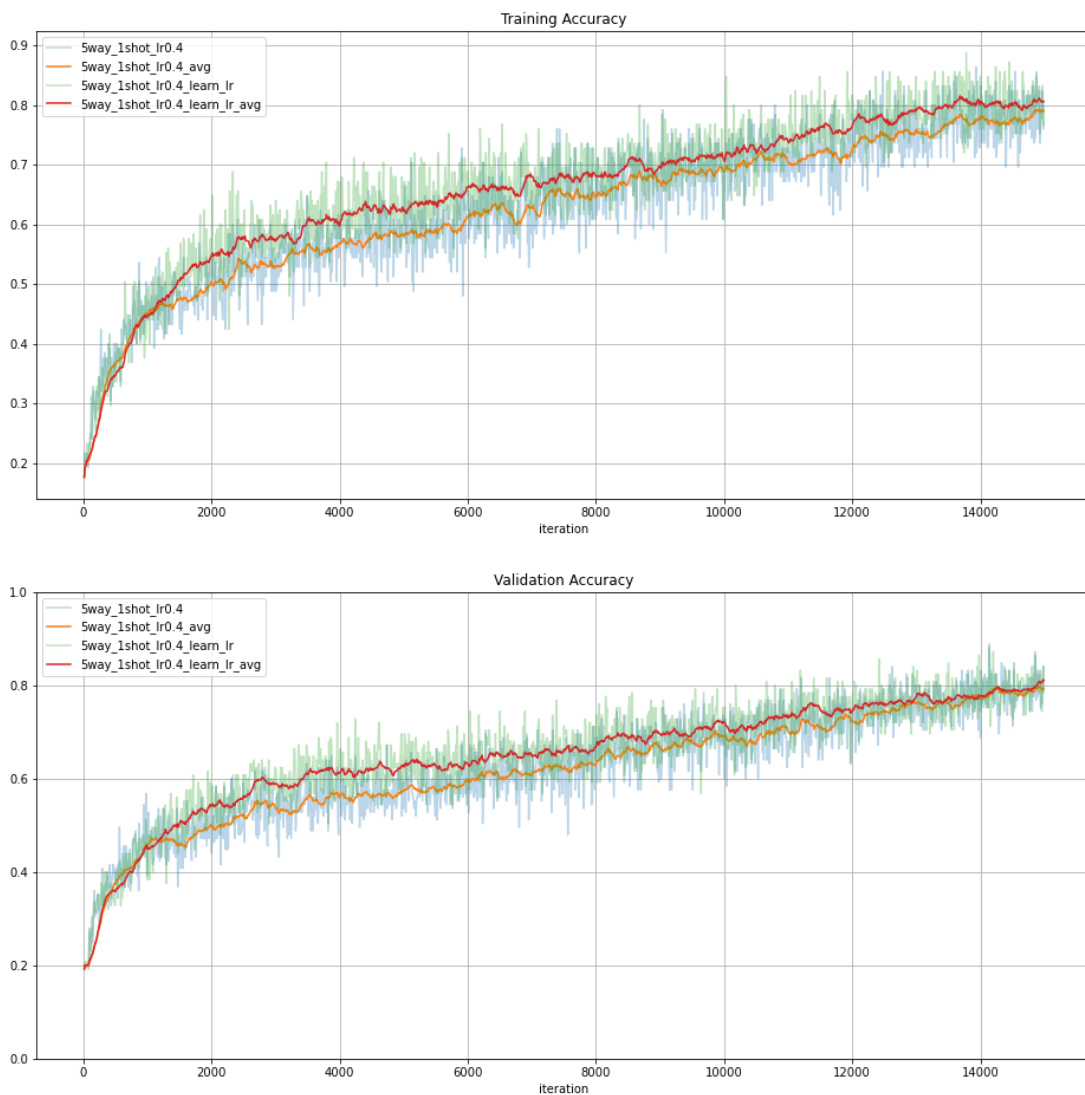 Training Accuracy
0.9
0.8
0.7
0.6
0.5
0.4
0.3
0.2
5way_1shot_lr0.4
5way_1shot_lr0.4_avg
5way_1shot_lr0.4_learn_lr
5way_1shot_lr0.4_learn_lr_avg
0 2000 4000 6000 8000 10000 12000 14000
iteration
Validation Accuracy
1.0
0.8
0.6
0.4
0.2
0.0
5way_1shot_lr0.4
5way_1shot_lr0.4_avg
5way_1shot_lr0.4_learn_lr
5way_1shot_lr0.4_learn_lr_avg
0 2000 4000 6000 8000 10000 12000 14000
iteration